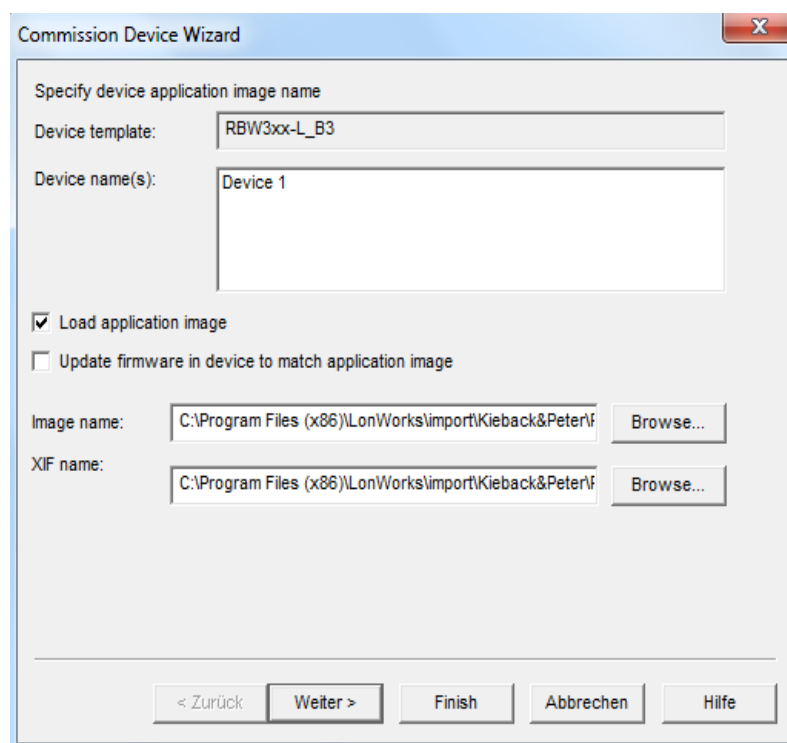 Commission Device Wizard
Specify device application image name
Device template: RBW3xx-L_B3
Device name(s): Device 1
Load application image
Update firmware in device to match application image
Image name: C:\Program Files (x86)\LonWorks\import\Kieback&Peter\ Browse...
XIF name: C:\Program Files (x86)\LonWorks\import\Kieback&Peter\ Browse...
< Zurück Weiter > Finish Abbrechen Hilfe